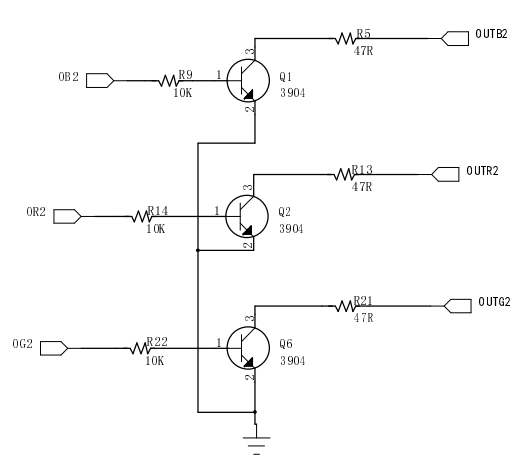 R5 OUTB2
47R
3
OB2 R9 1 Q1
10K 3904
2
R13 OUTR2
47R
3
OR2 R14 1 Q2
10K 3904
2
R21 OUTG2
47R
3
OG2 R22 1 Q6
10K 3904
2